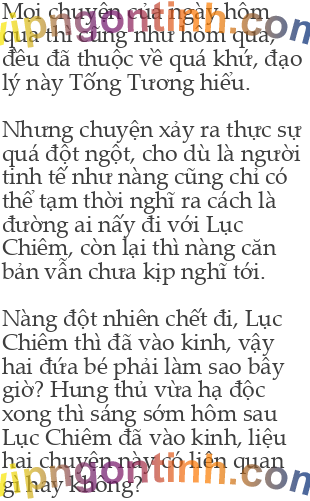 Mọi chuyện của ngày hôm
qua thì cũng như hôm qua,
đều đã thuộc về quá khứ, đạo
lý này Tống Tương hiểu.
Nhưng chuyện xảy ra thực sự
quá đột ngột, cho dù là người
tinh tế như nàng cũng chỉ có
thể tạm thời nghĩ ra cách là
đường ai nấy đi với Lục
Chiêm, còn lại thì nàng căn
bản vẫn chưa kịp nghĩ tới.
Nàng đột nhiên chết đi, Lục
Chiêm thì đã vào kinh, vậy
hai đứa bé phải làm sao bây
giờ? Hung thủ vừa hạ độc
xong thì sáng sớm hôm sau
Lục Chiêm đã vào kinh, liệu
hai chuyện này có liên quan
gì hay không?
vipngontinh.com
vipngontinh.com